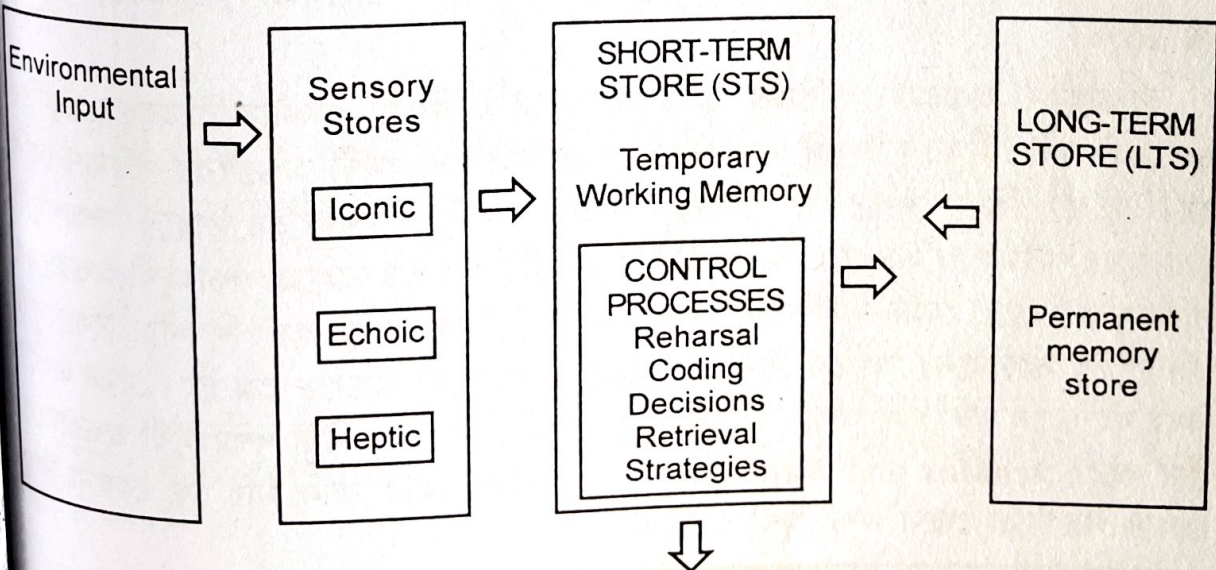 Environmental
Input
Sensory
Stores
Iconic
Echoic
Heptic
SHORT-TERM
STORE (STS)
Temporary
Working Memory
CONTROL
PROCESSES
Reharsal
Coding
Decisions
Retrieval
Strategies
LONG-TERM
STORE (LTS)
Permanent
memory
store